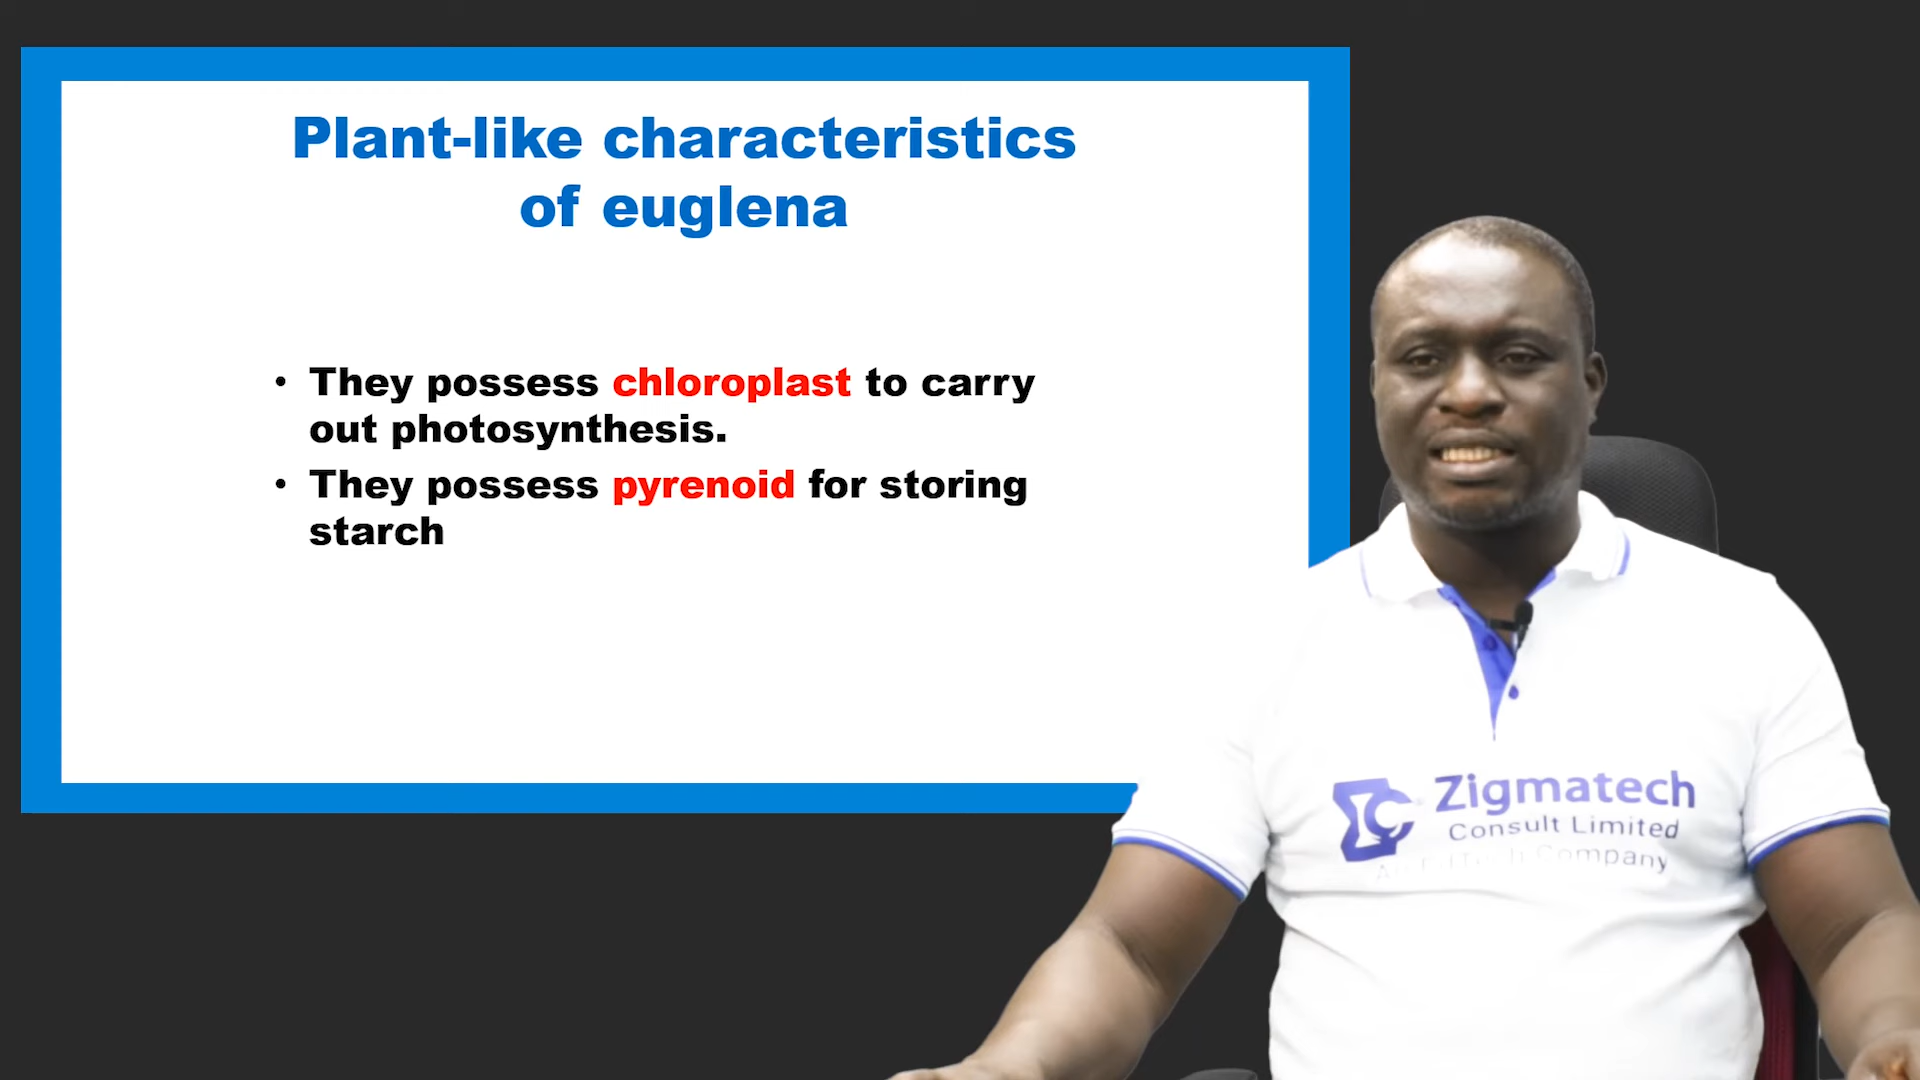 Plant-like characteristics
of euglena
• They possess chloroplast to carry
out photosynthesis.
• They possess pyrenoid for storing
starch
Zigmatech
Consult Limited
Company